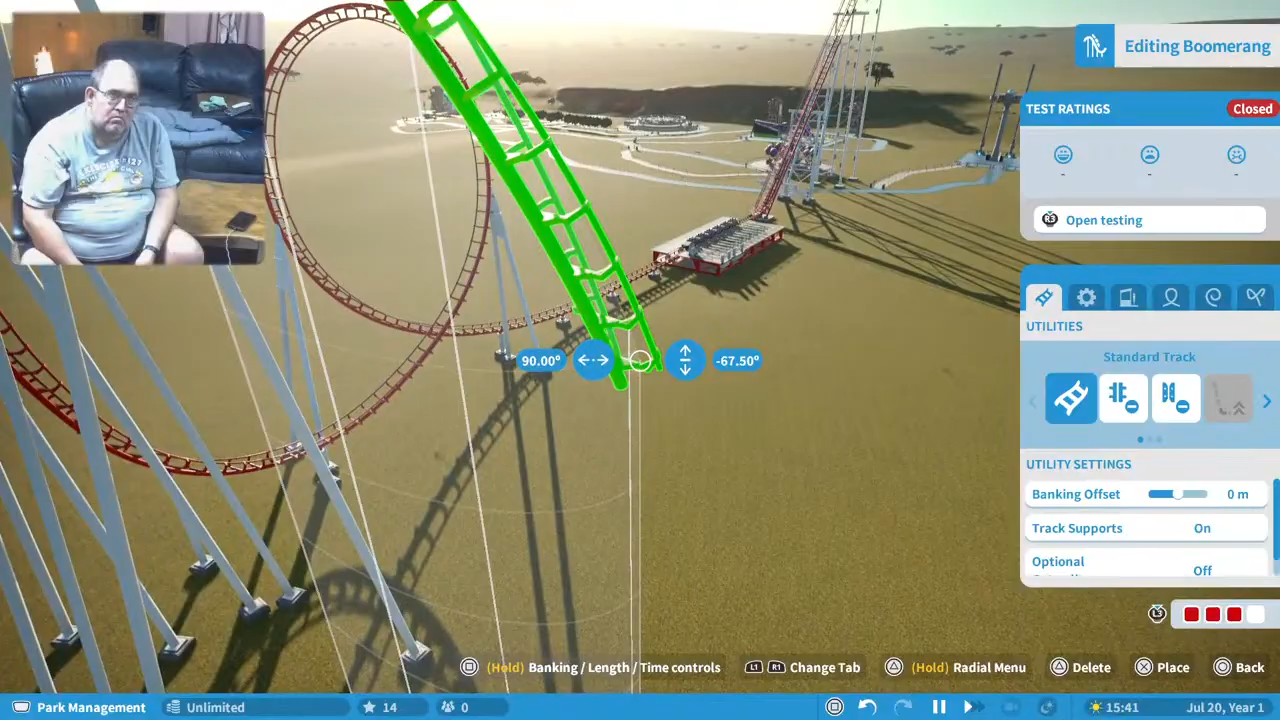 Editing Boomerang
TEST RATINGS
Closed
- - -
R3 Open testing
UTILITIES
Standard Track
UTILITY SETTINGS
Banking Offset 0 m
Track Supports On
Optional
Off
90.00° -67.50°
L3
(Hold) Banking / Length / Time controls L1 R1 Change Tab (Hold) Radial Menu Delete Place Back
Park Management Unlimited 14 0 15:41 Jul 20, Year 1